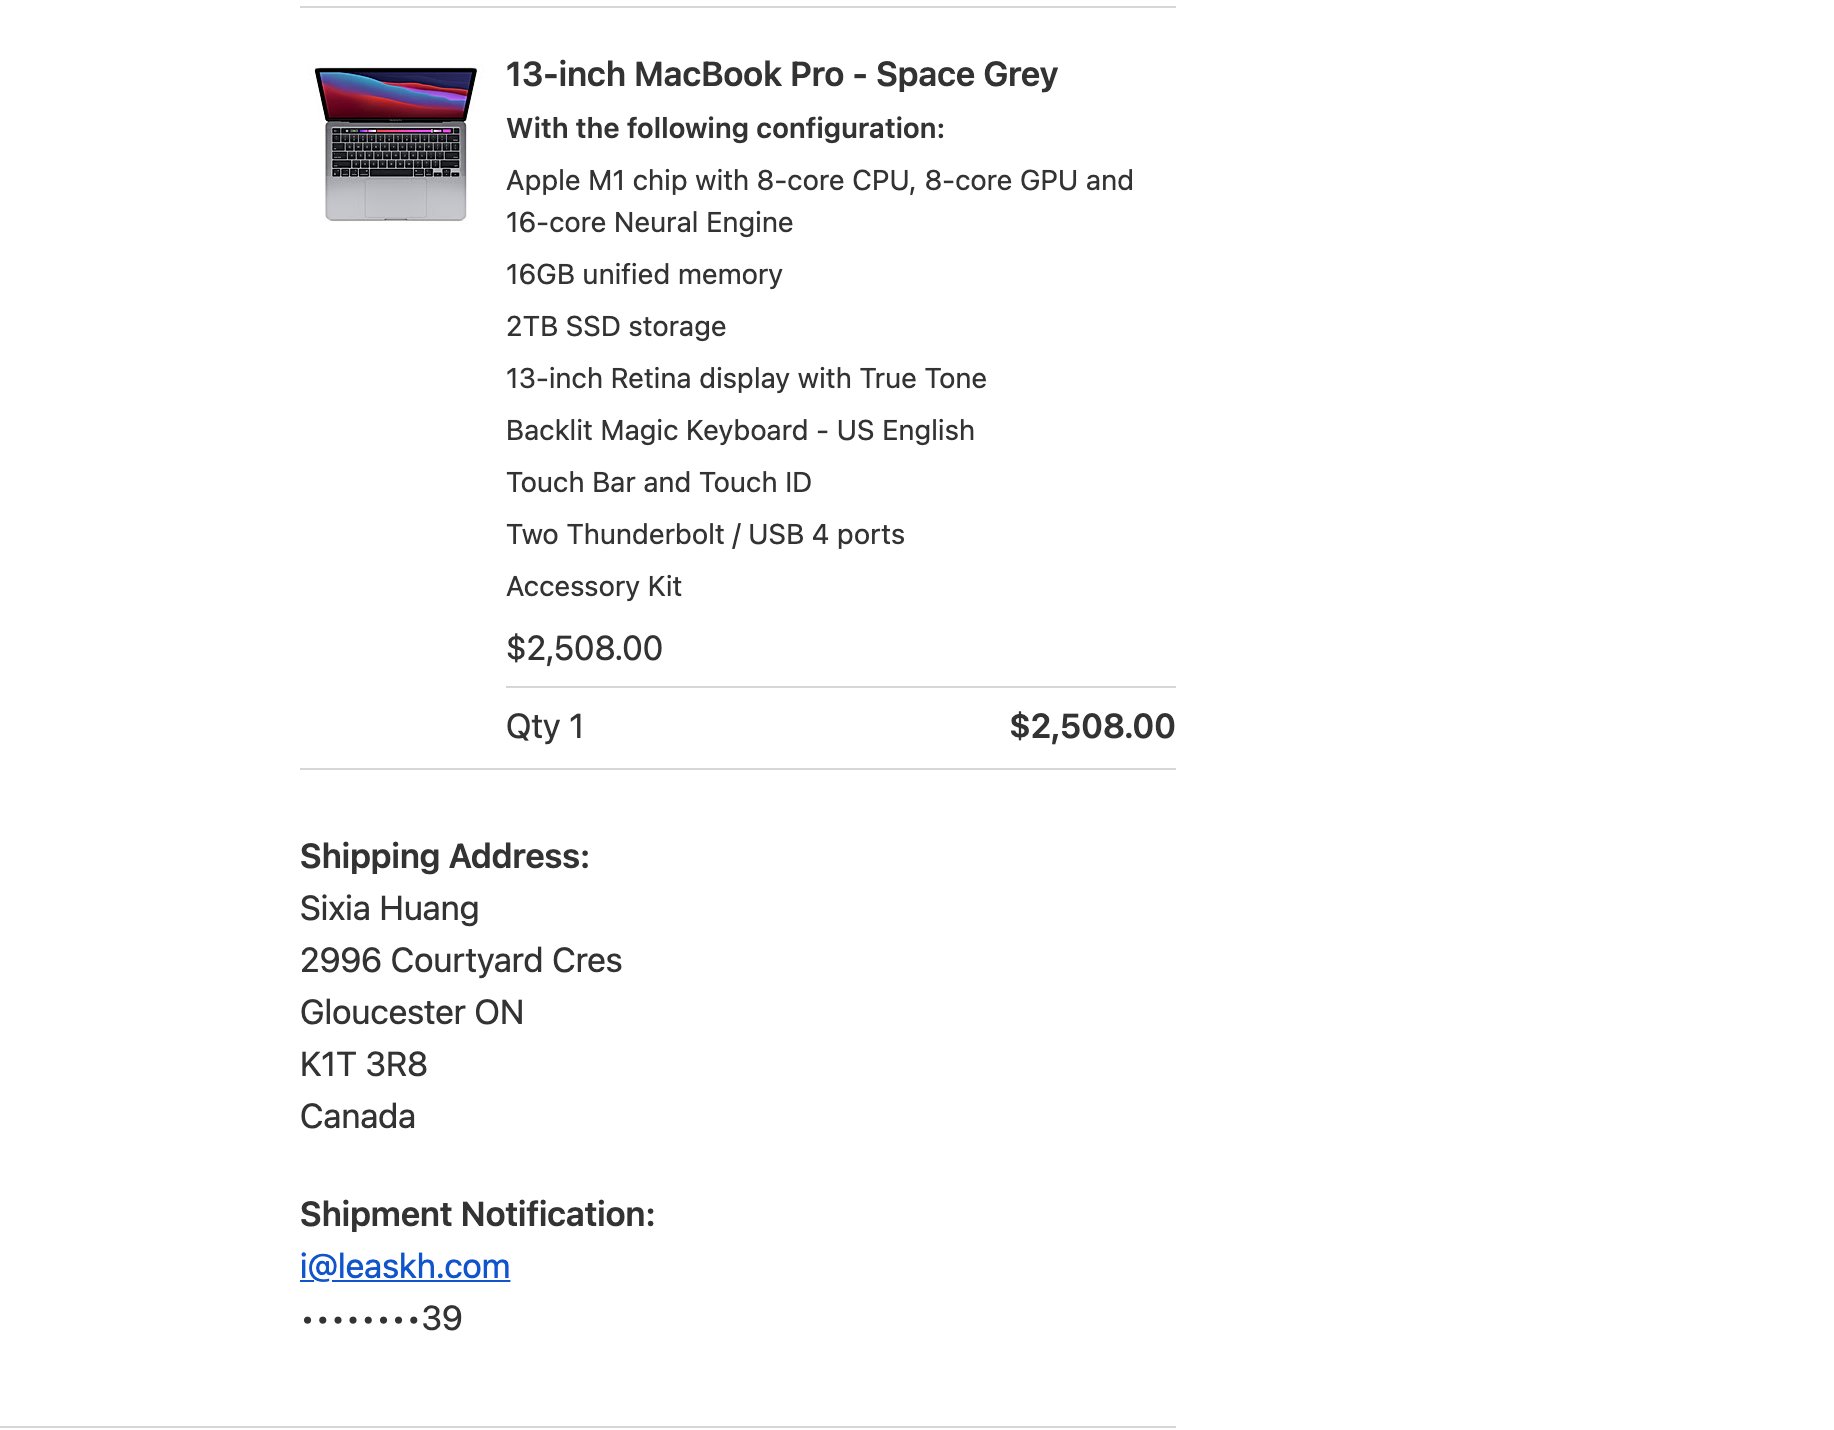 13-inch MacBook Pro - Space Grey
With the following configuration:
Apple M1 chip with 8-core CPU, 8-core GPU and
16-core Neural Engine
16GB unified memory
2TB SSD storage
13-inch Retina display with True Tone
Backlit Magic Keyboard - US English
Touch Bar and Touch ID
Two Thunderbolt / USB 4 ports
Accessory Kit
$2,508.00
Qty 1 $2,508.00
Shipping Address:
Sixia Huang
2996 Courtyard Cres
Gloucester ON
K1T 3R8
Canada
Shipment Notification:
i@leaskh.com
••••••••39